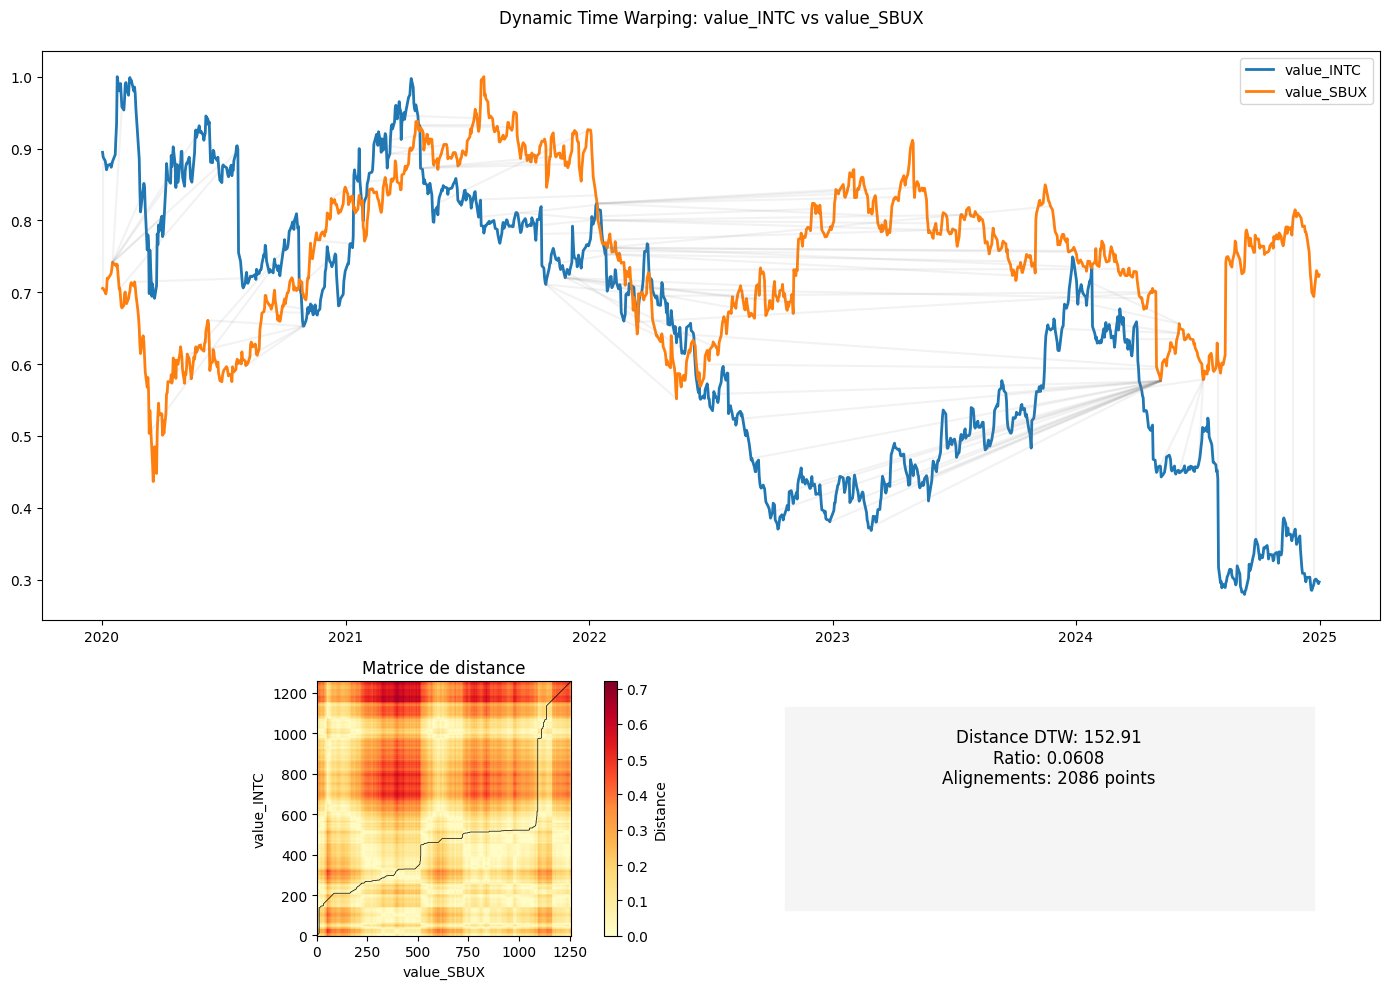 Dynamic Time Warping: value_INTC vs value_SBUX
value_INTC
value_SBUX
1.0
0.9
0.8
0.7
0.6
0.5
0.4
0.3
2020 2021 2022 2023 2024 2025
Matrice de distance
value_INTC
1200
1000
800
600
400
200
0
0 250 500 750 1000 1250
value_SBUX
0.7
0.6
0.5
0.4
0.3
0.2
0.1
0.0
Distance
Distance DTW: 152.91
Ratio: 0.0608
Alignements: 2086 points